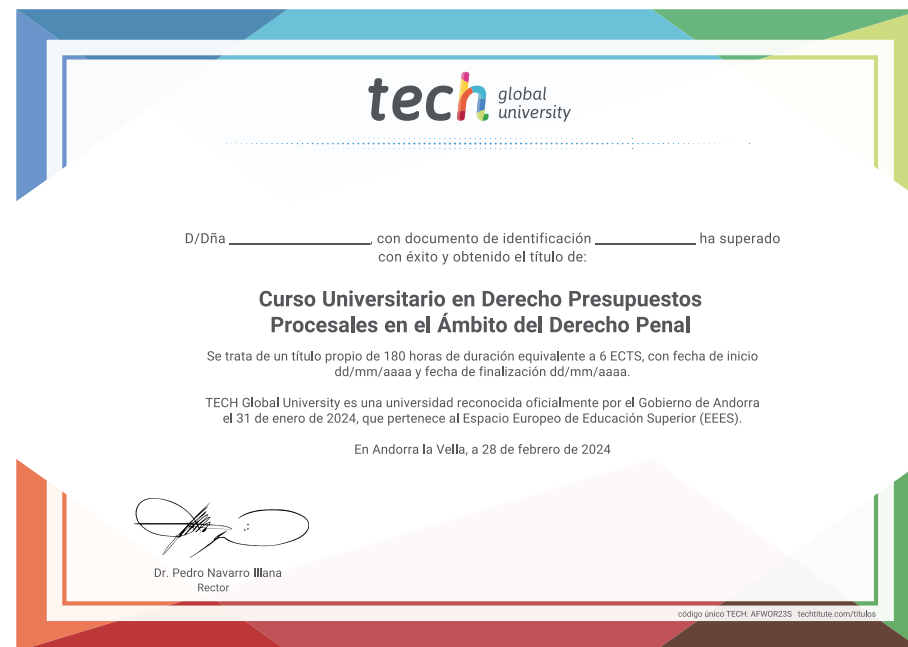 tech global university
D/Dña ____________________, con documento de identificación ______________ ha superado
con éxito y obtenido el título de:
Curso Universitario en Derecho Presupuestos
Procesales en el Ámbito del Derecho Penal
Se trata de un título propio de 180 horas de duración equivalente a 6 ECTS, con fecha de inicio
dd/mm/aaaa y fecha de finalización dd/mm/aaaa.
TECH Global University es una universidad reconocida oficialmente por el Gobierno de Andorra
el 31 de enero de 2024, que pertenece al Espacio Europeo de Educación Superior (EEES).
En Andorra la Vella, a 28 de febrero de 2024
Dr. Pedro Navarro Illana
Rector
código único TECH: AFWOR23S techtitute.com/titulos